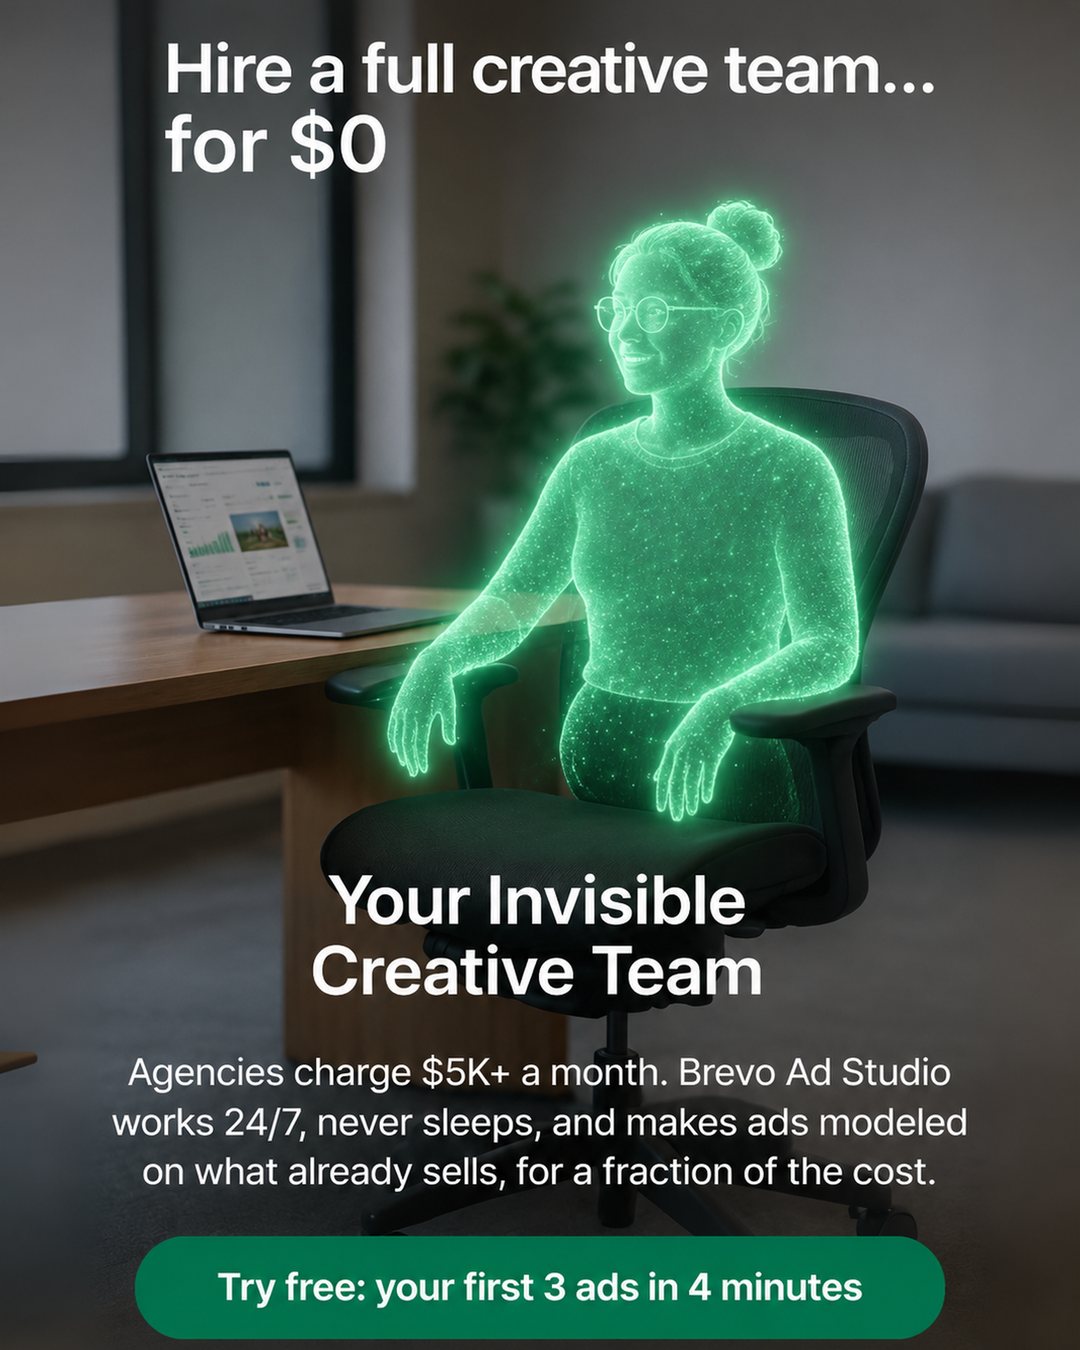 Hire a full creative team...
for $0
Your Invisible
Creative Team
Agencies charge $5K+ a month. Brevo Ad Studio
works 24/7, never sleeps, and makes ads modeled
on what already sells, for a fraction of the cost.
Try free: your first 3 ads in 4 minutes